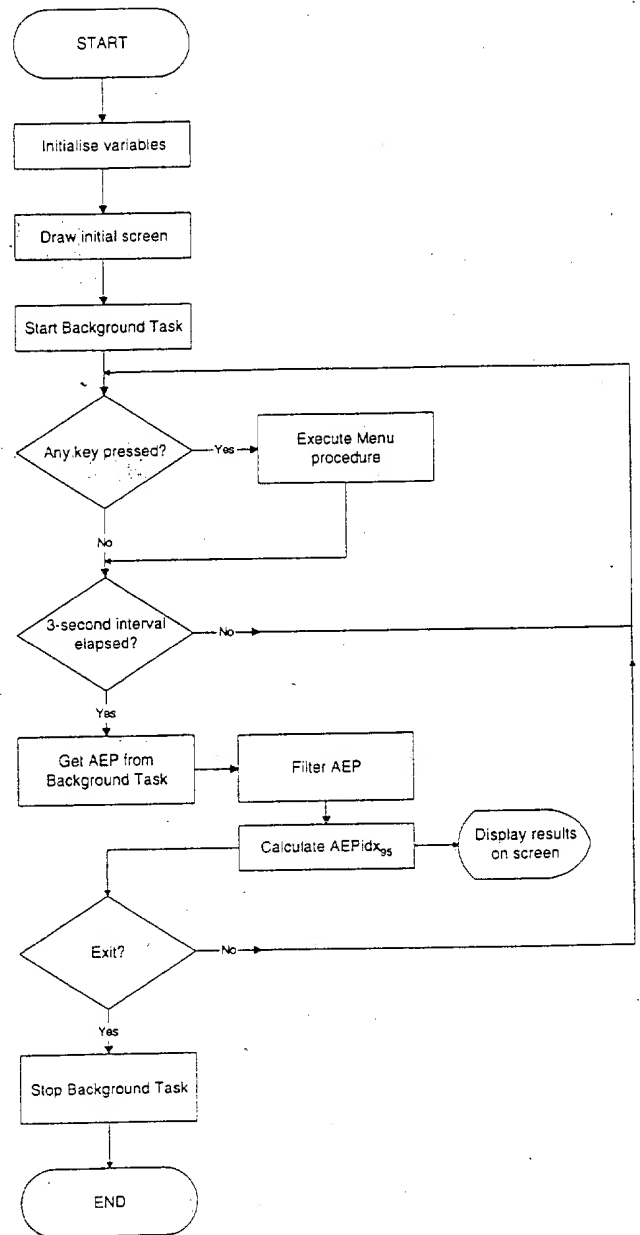 START
Initialise variables
Draw initial screen
Start Background Task
Any key pressed?
Yes
Execute Menu
procedure
No
3-second interval
elapsed?
No
Yes
Get AEP from
Background Task
Filter AEP
Calculate AEPidx95
Display results
on screen
Exit?
No
Yes
Stop Background Task
END